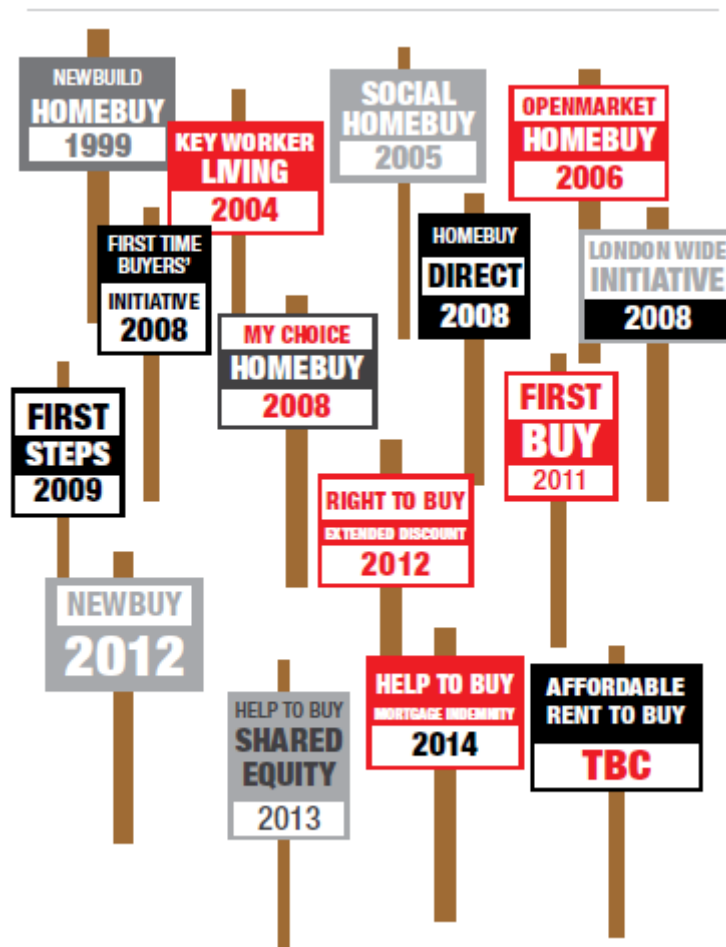 NEWBUILD
HOMEBUY
1999
KEY WORKER
LIVING
2004
SOCIAL
HOMEBUY
2005
OPENMARKET
HOMEBUY
2006
FIRST TIME
BUYERS'
INITIATIVE
2008
MY CHOICE
HOMEBUY
2008
HOMEBUY
DIRECT
2008
LONDON WIDE
INITIATIVE
2008
FIRST
STEPS
2009
FIRST
BUY
2011
RIGHT TO BUY
EXTENDED DISCOUNT
2012
NEWBUY
2012
HELP TO BUY
SHARED
EQUITY
2013
HELP TO BUY
MORTGAGE INDEMNITY
2014
AFFORDABLE
RENT TO BUY
TBC